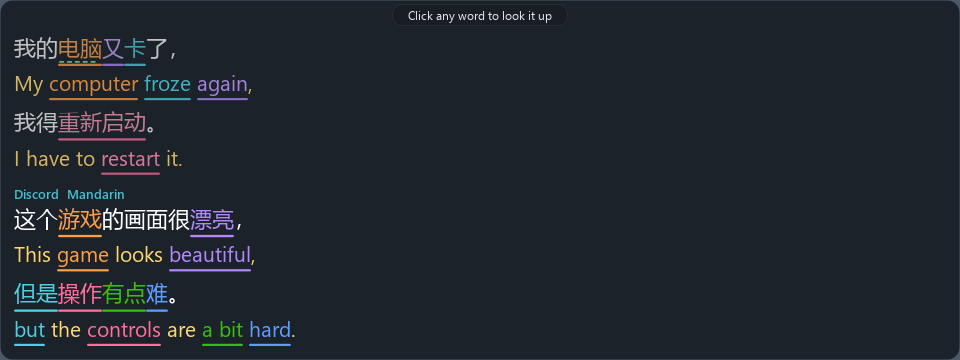 Click any word to look it up
我的电脑又卡了，
My computer froze again,
我得重新启动。
I have to restart it.
Discord Mandarin
这个游戏的画面很漂亮，
This game looks beautiful,
但是操作有点难。
but the controls are a bit hard.